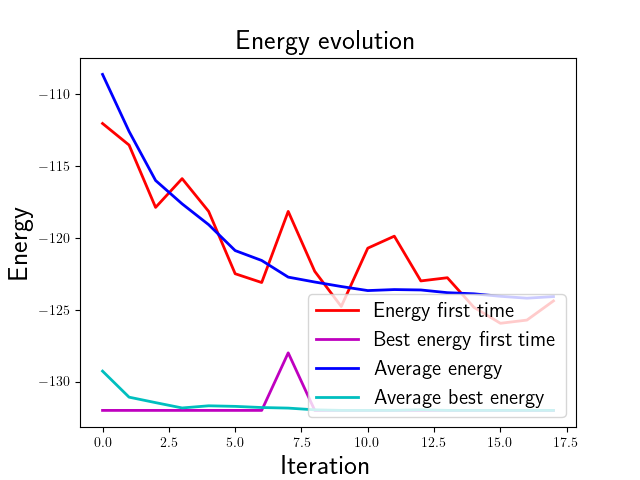 Energy evolution
Energy
−110
−115
−120
−125
−130
0.0 2.5 5.0 7.5 10.0 12.5 15.0 17.5
Iteration
Energy first time
Best energy first time
Average energy
Average best energy